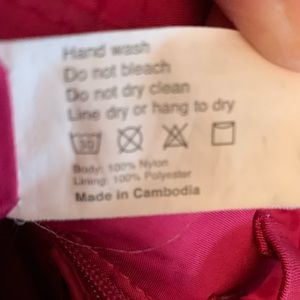 Hand wash
Do not bleach
Do not dry clean
Line dry or hang to dry
30
Body: 100% Nylon
Lining: 100% Polyester
Made in Cambodia